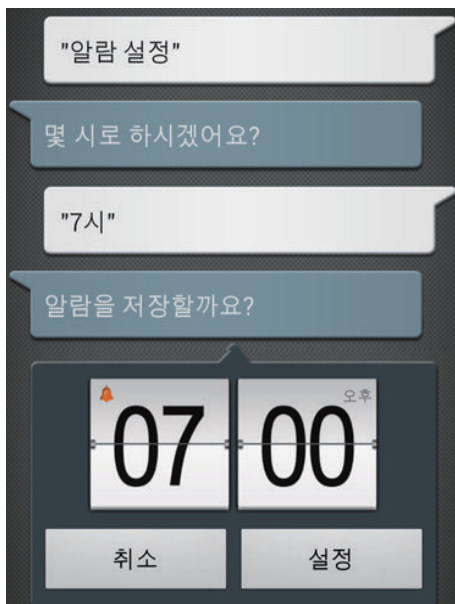 "알람 설정"
몇 시로 하시겠어요?
"7시"
알람을 저장할까요?
오후
07 00
취소 설정